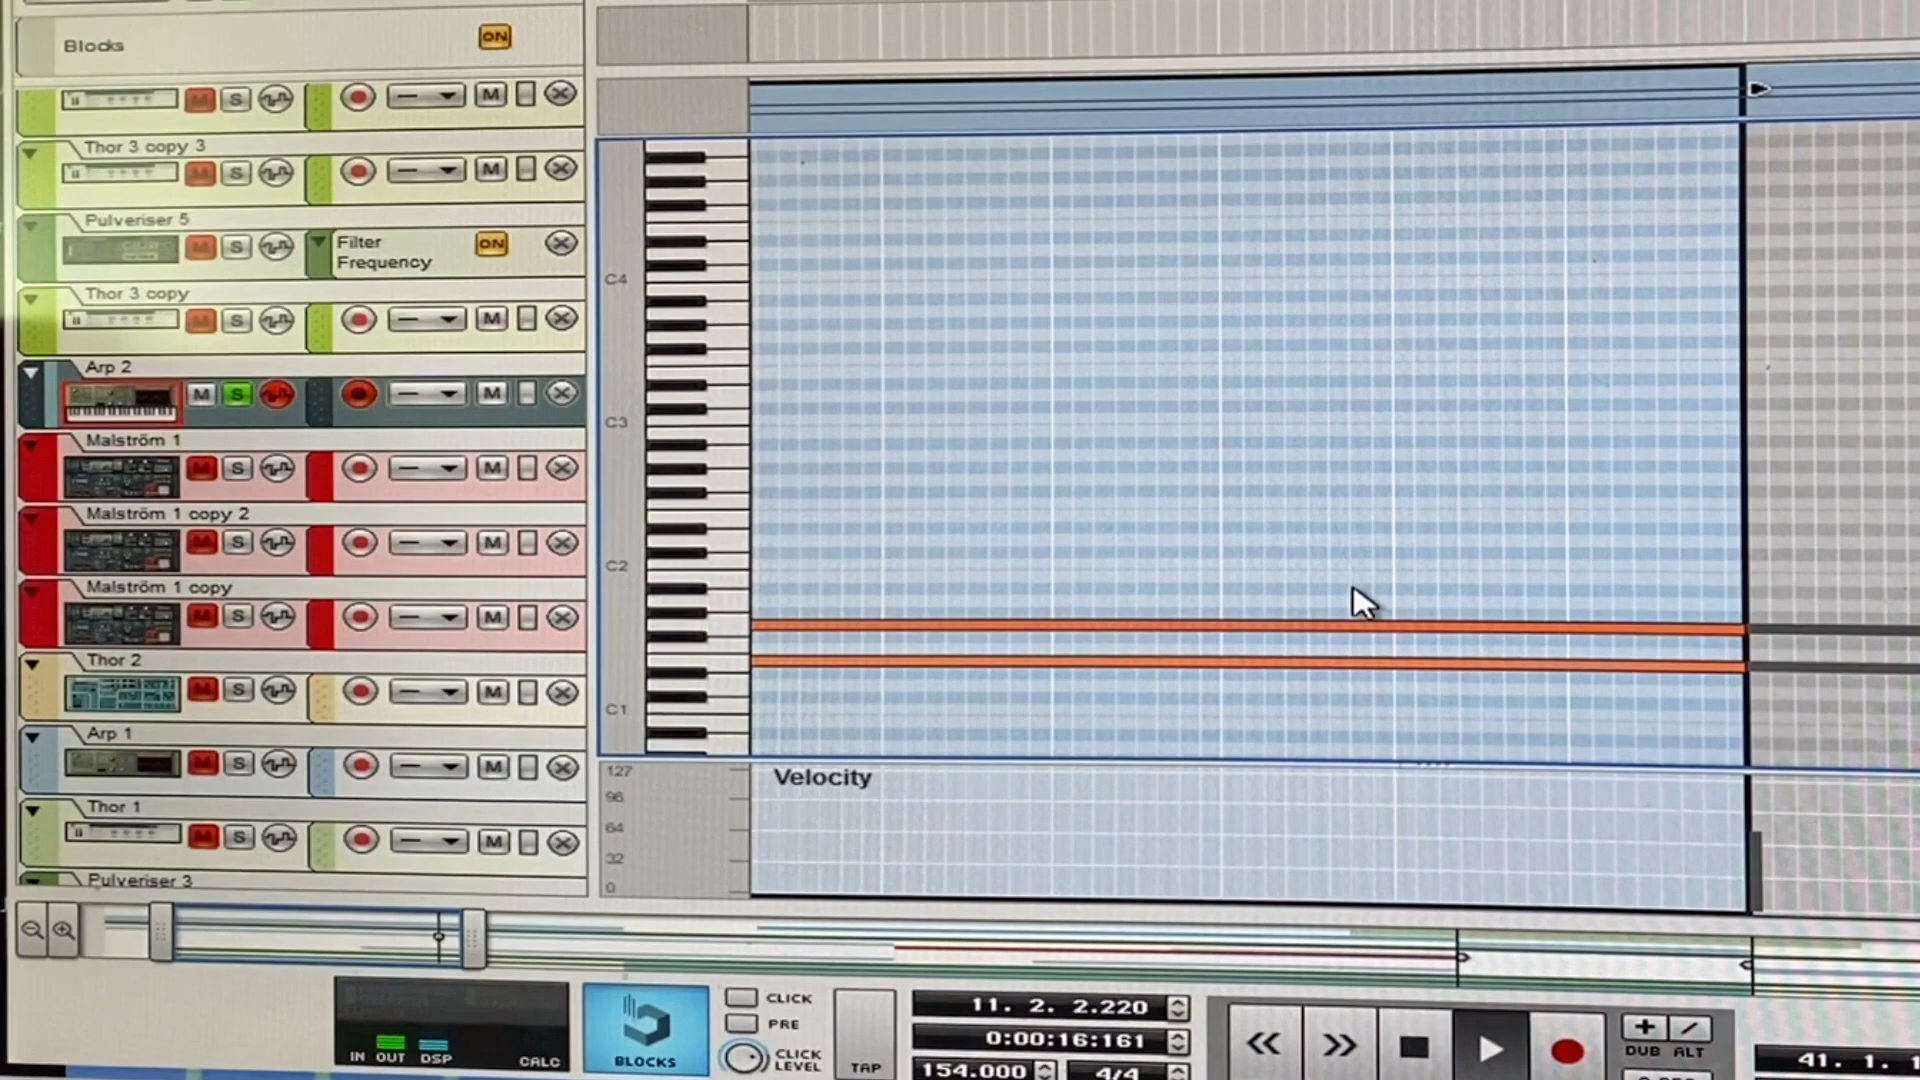 Blocks
ON
M S M
Thor 3 copy 3
M S M
Pulveriser 5
M S Filter Frequency ON
Thor 3 copy
M S M
Arp 2
M S M
Malström 1
M S M
Malström 1 copy 2
M S M
Malström 1 copy
M S M
Thor 2
M S M
Arp 1
M S M
Thor 1
M S M
Pulveriser 3
C4
C3
C2
C1
127
96
64
32
0
Velocity
IN OUT DSP CALC
BLOCKS
CLICK
PRE
CLICK
LEVEL
TAP
11. 2. 2.220
0:00:16:161
154.000 4/4
DUB ALT
41. 1. 1